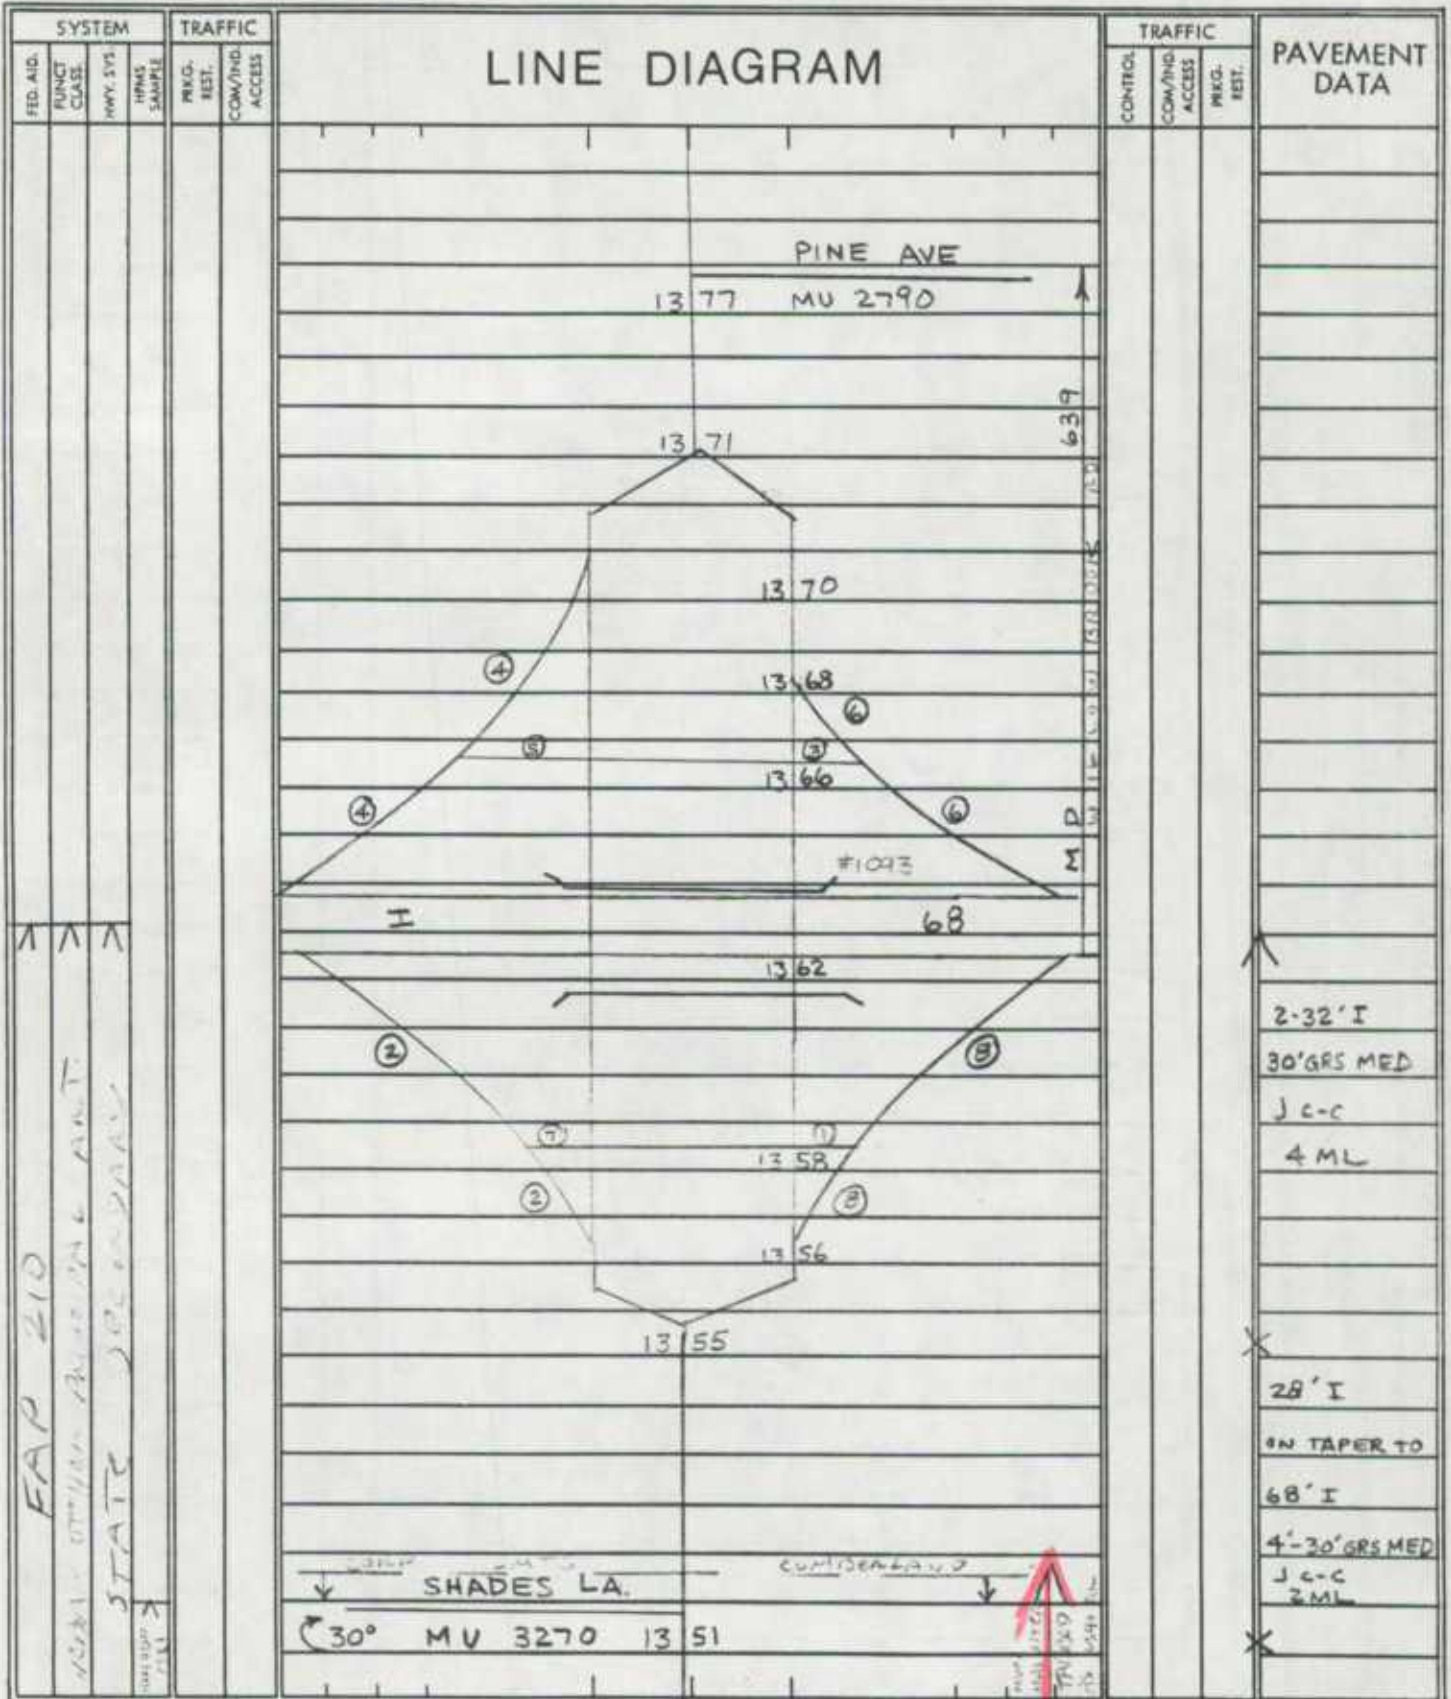 SYSTEM
TRAFFIC
LINE DIAGRAM
TRAFFIC
PAVEMENT DATA
FED. AID.
FUNCT CLASS.
HWY. SYS.
HPMS SAMPLE
PRKG. REST.
COM/IND. ACCESS
CONTROL
COM/IND. ACCESS
PRKG. REST.
PINE AVE
13 77 MU 2790
639
13 71
13 70
④
13 68
⑥
⑤ ③
13 66
④ ⑥
MD
#1093
I 68
13 62
2-32' I
② ⑧
30' GRS MED
J C-C
⑦ ①
13 58
4 ML
② ⑧
13 56
13 55
FAP 210
STATE SECONDARY
28' I
ON TAPER TO
68' I
4'-30' GRS MED
J C-C
2 ML
CUMBERLAND
SHADES LA.
30° MU 3270 13 51